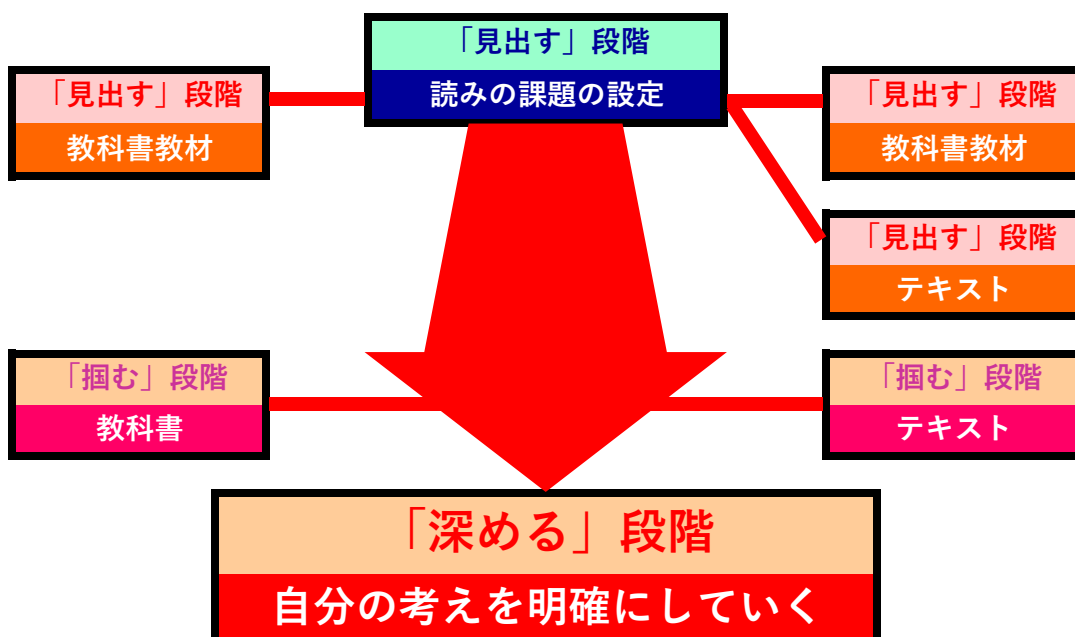 「見出す」段階
読みの課題の設定
「見出す」段階
教科書教材
「見出す」段階
教科書教材
「見出す」段階
テキスト
「掴む」段階
教科書
「掴む」段階
テキスト
「深める」段階
自分の考えを明確にしていく